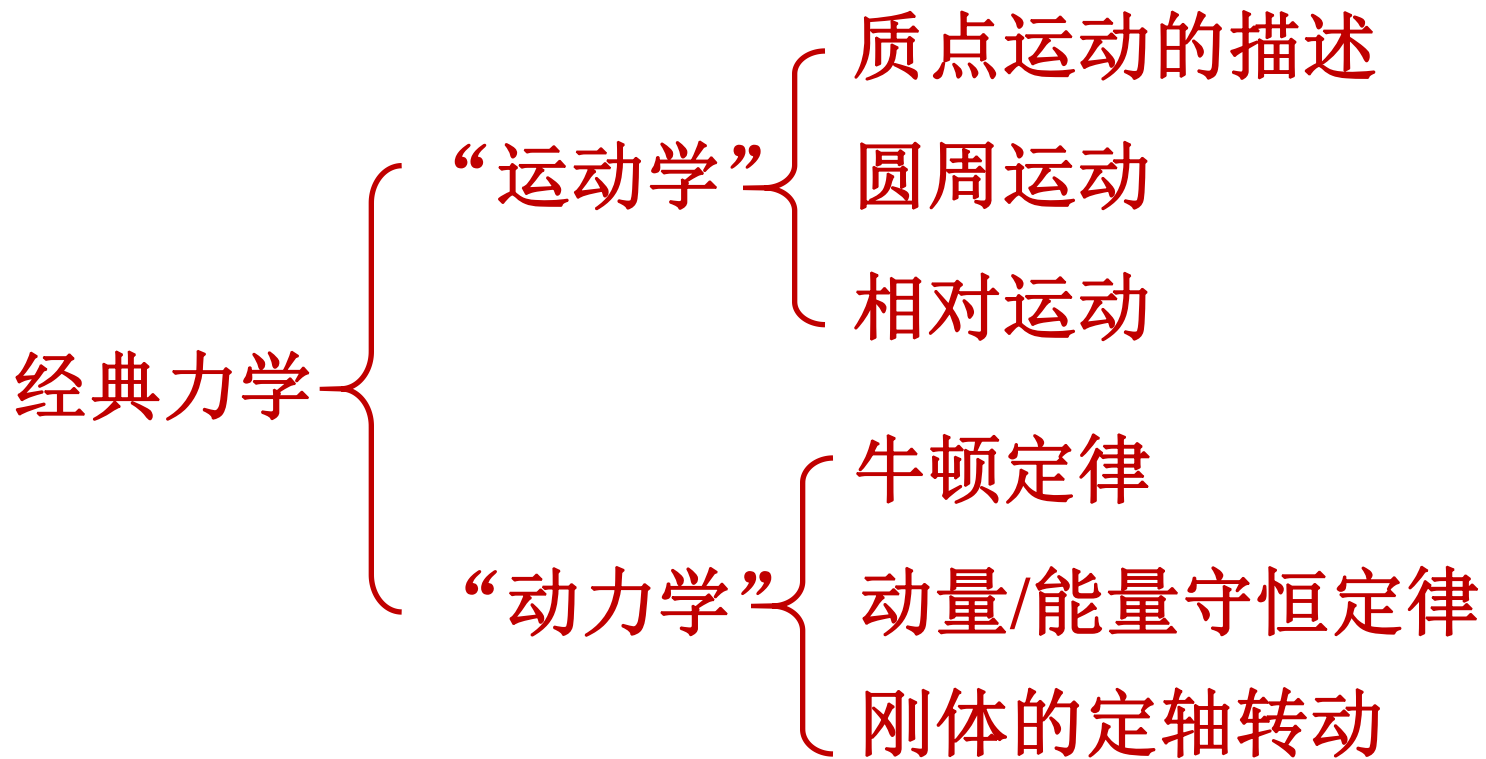 经典力学
“运动学”
质点运动的描述
圆周运动
相对运动
“动力学”
牛顿定律
动量/能量守恒定律
刚体的定轴转动